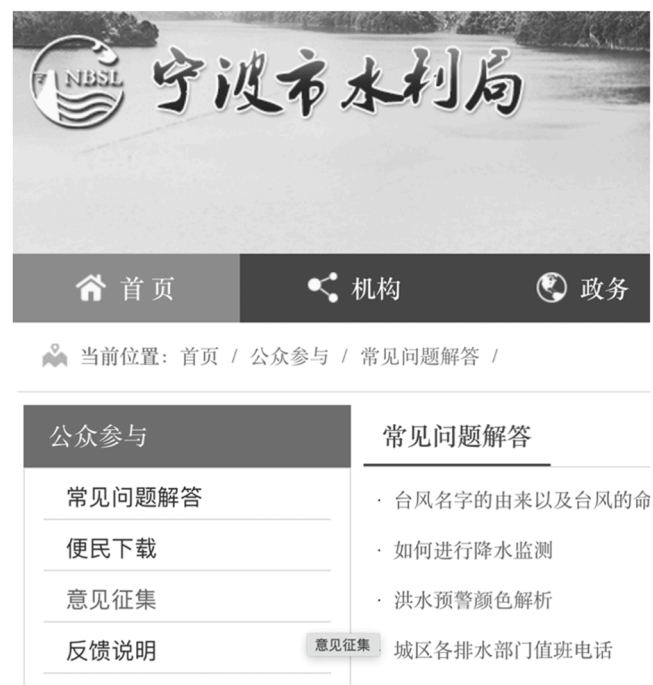 NBSL 宁波市水利局
首页 机构 政务
当前位置：首页 / 公众参与 / 常见问题解答 /
公众参与
常见问题解答
便民下载
意见征集
反馈说明
意见征集
常见问题解答
· 台风名字的由来以及台风的命
· 如何进行降水监测
· 洪水预警颜色解析
· 城区各排水部门值班电话